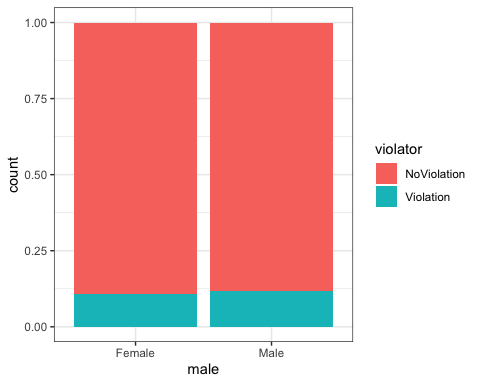 1.00
0.75
0.50
0.25
0.00
count
Female
Male
male
violator
NoViolation
Violation